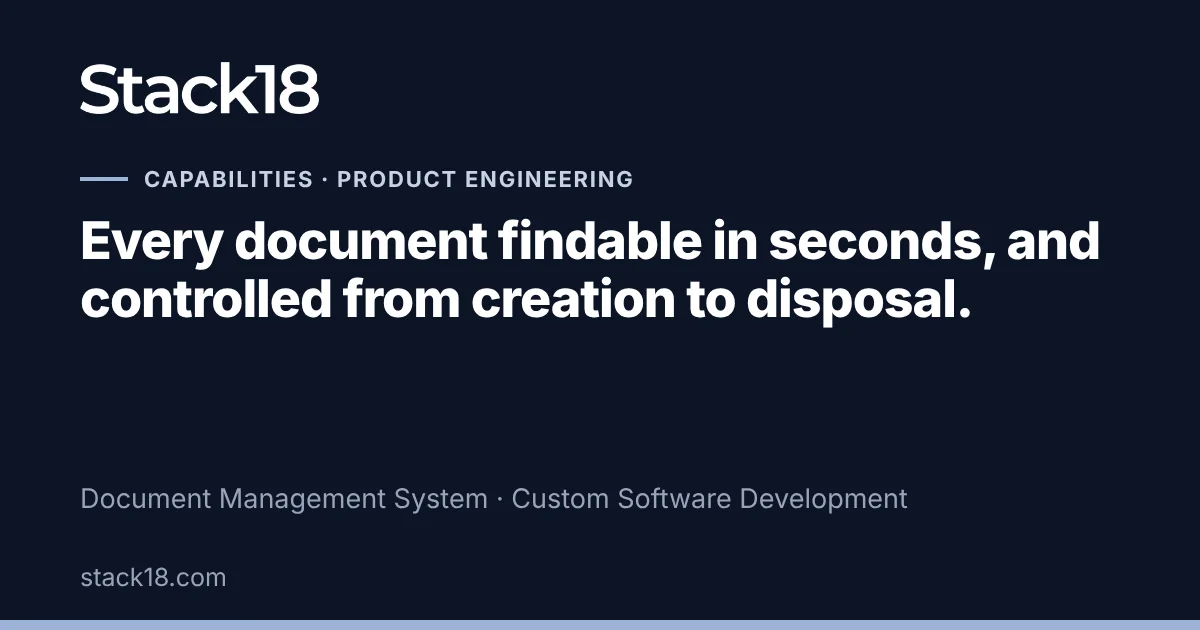 Stack18
CAPABILITIES · PRODUCT ENGINEERING
Every document findable in seconds, and
controlled from creation to disposal.
Document Management System · Custom Software Development
stack18.com